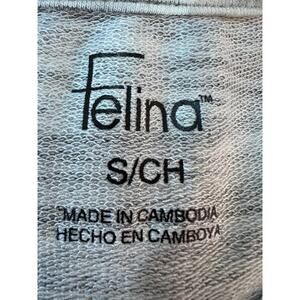 Felina™
S/CH
MADE IN CAMBODIA
HECHO EN CAMBOYA